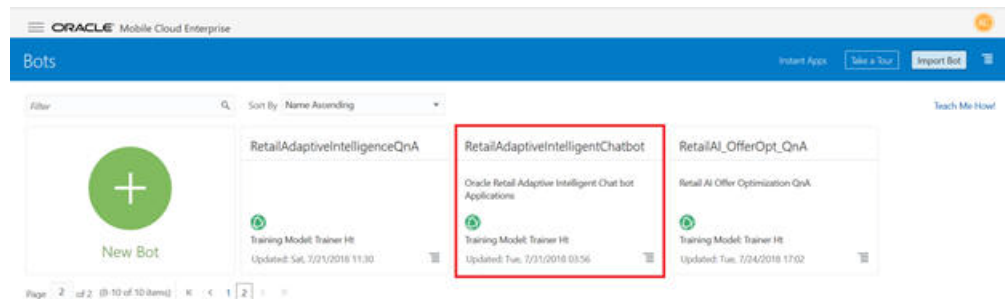 ORACLE Mobile Cloud Enterprise
Bots
Instant Apps
Take a Tour
Import Bot
Filter
Sort By Name Ascending
Teach Me How!
New Bot
RetailAdaptiveIntelligenceQnA
Training Model: Trainer Ht
Updated: Sat, 7/21/2018 11:30
RetailAdaptiveIntelligentChatbot
Oracle Retail Adaptive Intelligent Chat bot
Applications
Training Model: Trainer Ht
Updated: Tue, 7/31/2018 03:56
RetailAI_OfferOpt_QnA
Retail AI Offer Optimization QnA
Training Model: Trainer Ht
Updated: Tue, 7/24/2018 17:02
Page 2 of 2 (8-10 of 10 items) 1 2